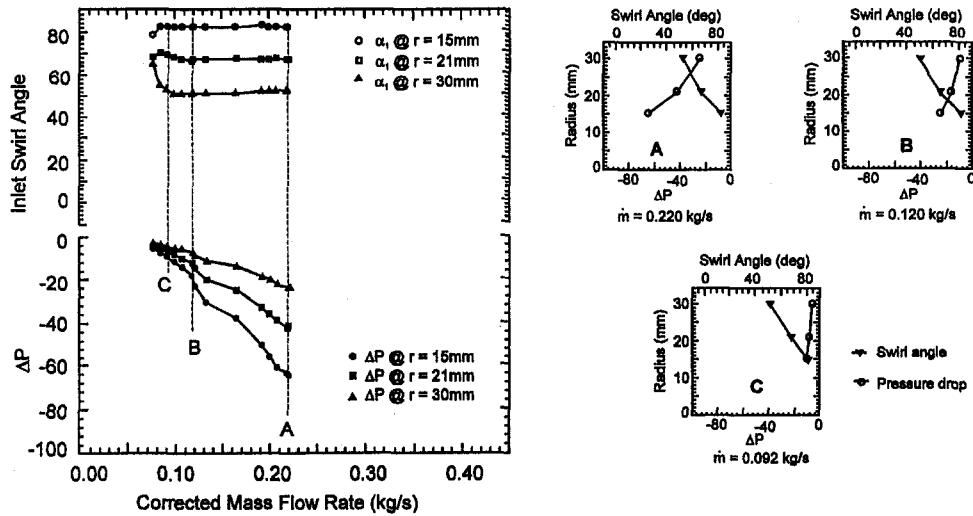 Inlet Swirl Angle
80
60
40
20
0
α₁ @ r = 15mm
α₁ @ r = 21mm
α₁ @ r = 30mm
ΔP
0
-20
-40
-60
-80
-100
C
B
A
ΔP @ r = 15mm
ΔP @ r = 21mm
ΔP @ r = 30mm
0.00 0.10 0.20 0.30 0.40
Corrected Mass Flow Rate (kg/s)
Swirl Angle (deg)
0 40 80
Radius (mm)
40
30
20
10
0
A
-80 -40 0
ΔP
ṁ = 0.220 kg/s
Swirl Angle (deg)
0 40 80
Radius (mm)
40
30
20
10
0
B
-80 -40 0
ΔP
ṁ = 0.120 kg/s
Swirl Angle (deg)
0 20 40 60 80
Radius (mm)
30
20
10
0
C
-80 -40 0
ΔP
ṁ = 0.092 kg/s
Swirl angle
Pressure drop